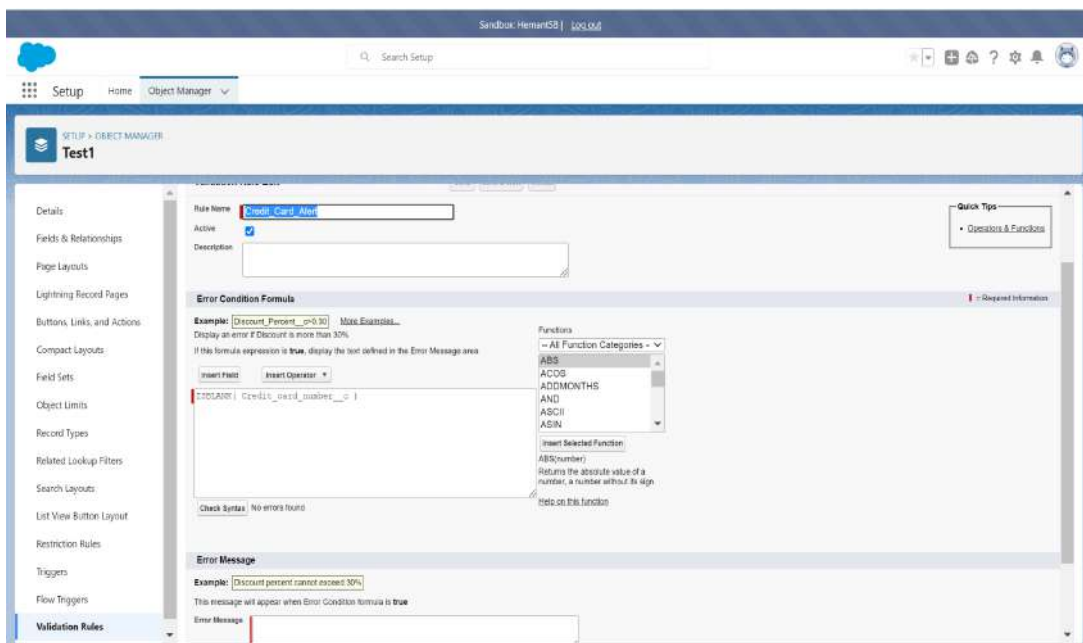 Sandbox: HemantSB | Log out
Search Setup
Setup Home Object Manager
SETUP > OBJECT MANAGER
Test1
Details
Fields & Relationships
Page Layouts
Lightning Record Pages
Buttons, Links, and Actions
Compact Layouts
Field Sets
Object Limits
Record Types
Related Lookup Filters
Search Layouts
List View Button Layout
Restriction Rules
Triggers
Flow Triggers
Validation Rules
Rule Name Credit_Card_Alert
Active
Description
Quick Tips
• Operators & Functions
Error Condition Formula = Required Information
Example: Discount_Percent__c>0.30 More Examples...
Display an error if Discount is more than 30%
If this formula expression is true, display the text defined in the Error Message area
Insert Field Insert Operator
ISBLANK( Credit_card_number__c )
Functions
-- All Function Categories --
ABS
ACOS
ADDMONTHS
AND
ASCII
ASIN
Insert Selected Function
ABS(number)
Returns the absolute value of a
number, a number without its sign
Help on this function
Check Syntax No errors found
Error Message
Example: Discount percent cannot exceed 30%
This message will appear when Error Condition formula is true
Error Message